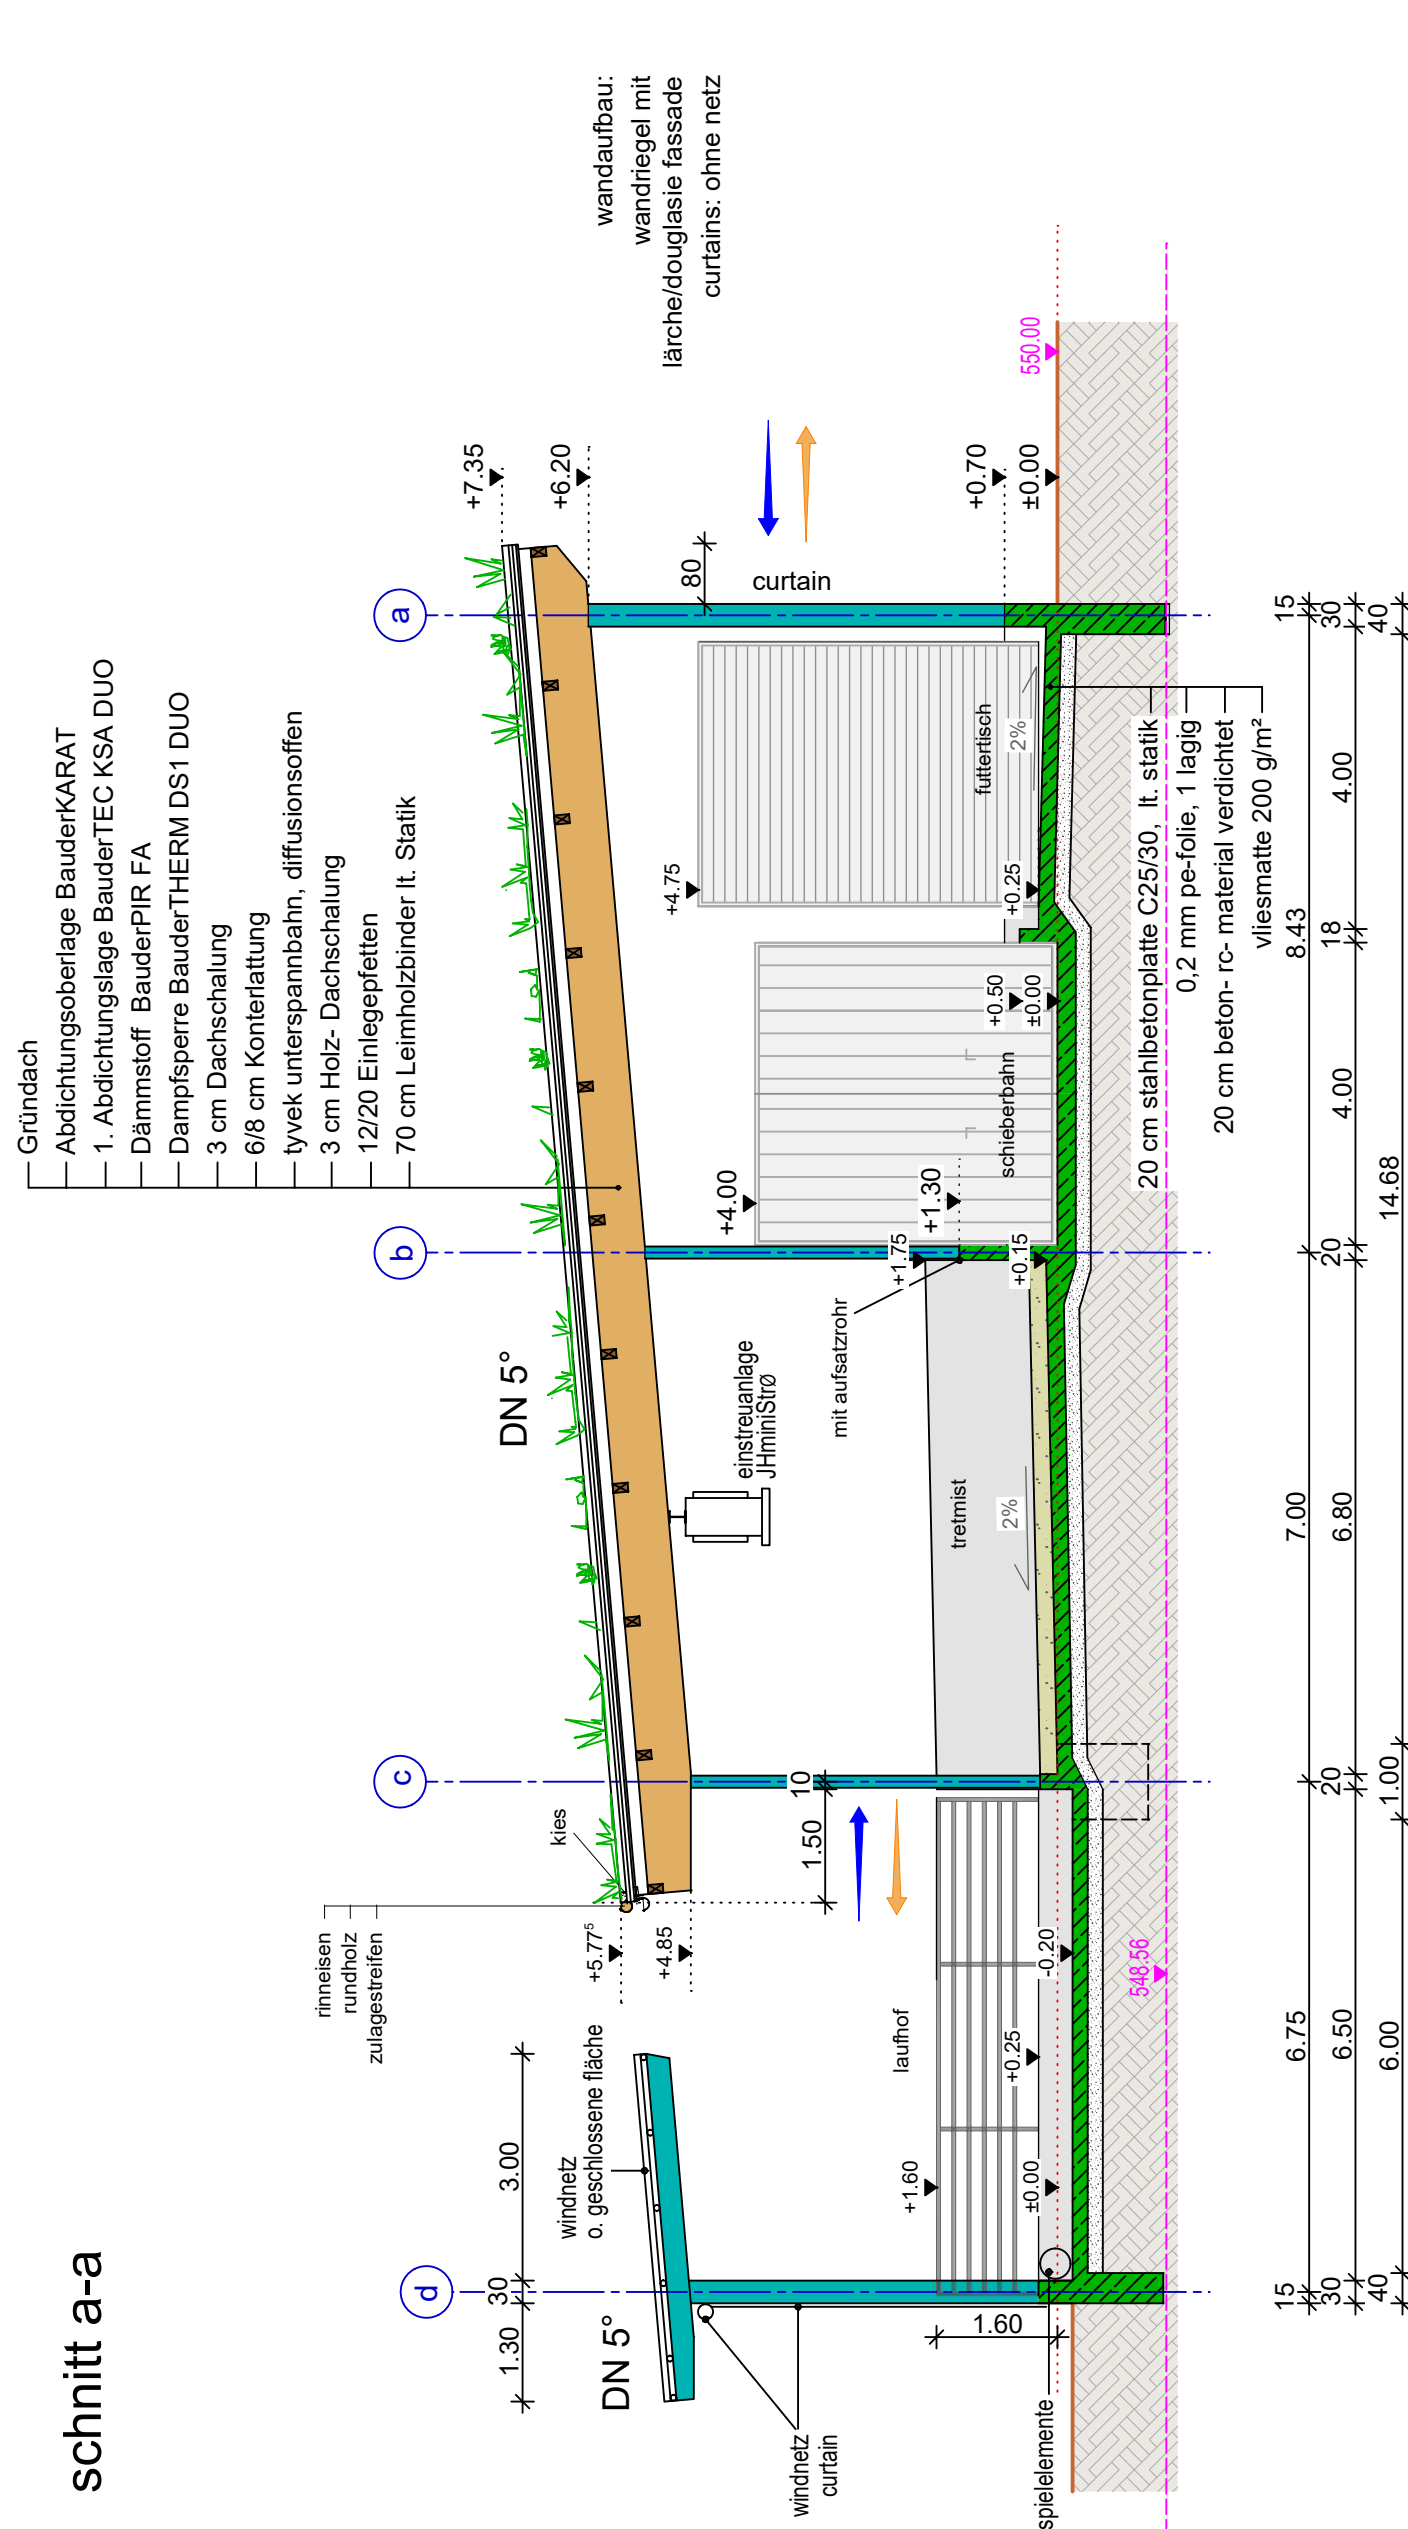 schnitt a-a
Gründach
Abdichtungsoberlage BauderKARAT
1. Abdichtungslage BauderTEC KSA DUO
Dämmstoff BauderPIR FA
Dampfsperre BauderTHERM DS1 DUO
3 cm Dachschalung
6/8 cm Konterlattung
tyvek unterspannbahn, diffusionsoffen
3 cm Holz- Dachschalung
12/20 Einlegepfetten
70 cm Leimholzbinder lt. Statik
wandaufbau:
wandriegel mit
lärche/douglasie fassade
curtains: ohne netz
rinneisen
rundholz
zulagestreifen
kies
d
c
b
a
DN 5°
DN 5°
1.30
30
3.00
windnetz
o. geschlossene fläche
+5.77⁵
+4.85
+7.35
+6.20
+0.70
±0.00
550.00
80
curtain
+4.75
+4.00
einstreuanlage
JHminiStrØ
mit aufsatzrohr
+1.75
+1.30
+0.15
10
1.50
windnetz
curtain
spielelemente
1.60
+1.60
±0.00
laufhof
+0.25
-0.20
548.56
tretmist
2%
schieberbahn
+0.50
±0.00
futtertisch
2%
+0.25
20 cm stahlbetonplatte C25/30, lt. statik
0,2 mm pe-folie, 1 lagig
20 cm beton- rc- material verdichtet
vliesmatte 200 g/m²
15
6.75
7.00
8.43
15
30
6.50
20
6.80
20
4.00
18
4.00
30
40
6.00
1.00
14.68
40